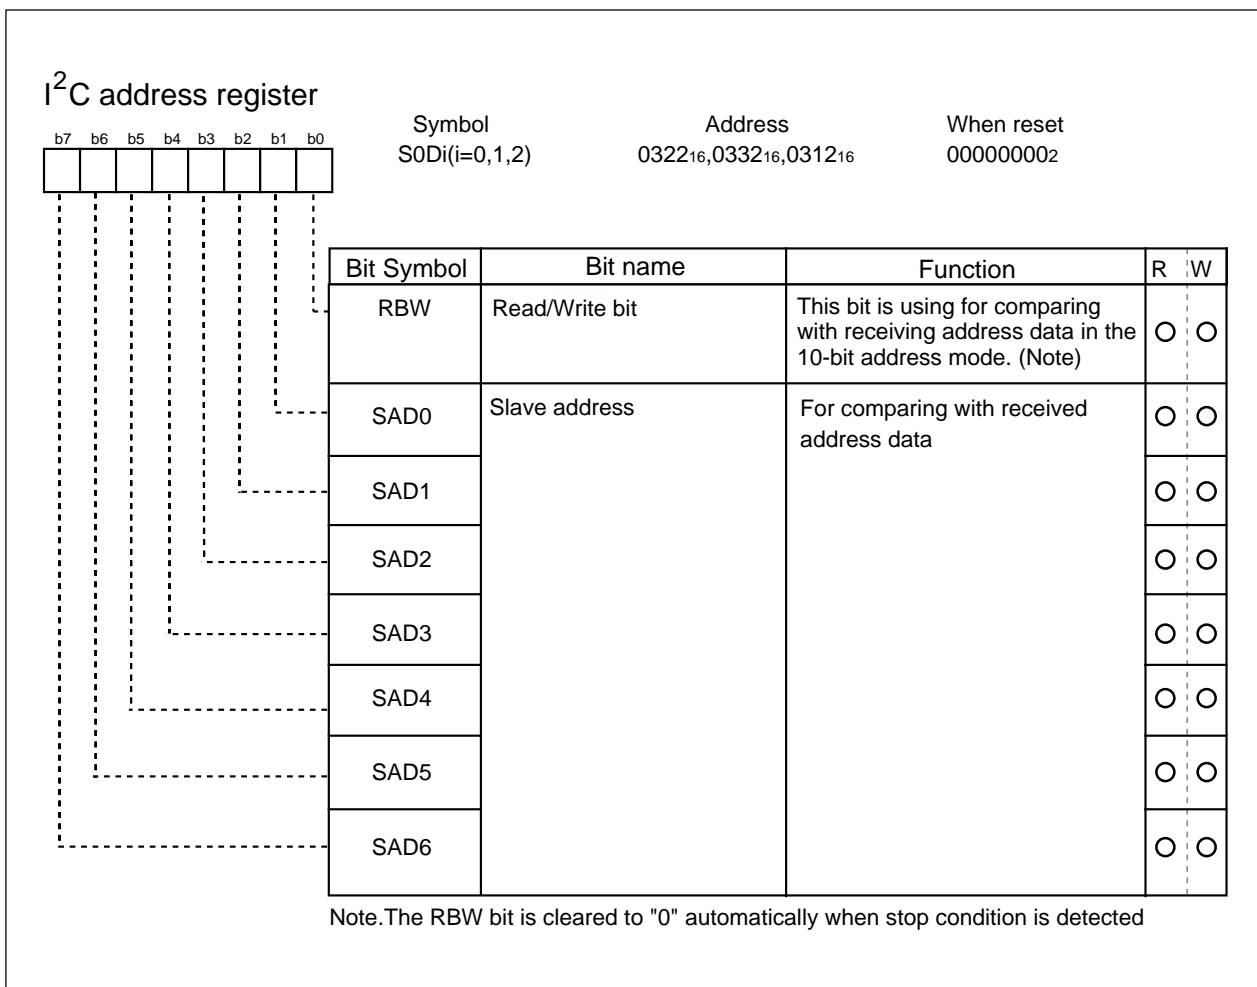 I²C address register
Symbol Address When reset
b7 b6 b5 b4 b3 b2 b1 b0
S0Di(i=0,1,2) 0322₁₆,0332₁₆,0312₁₆ 00000000₂
Bit Symbol Bit name Function R W
RBW Read/Write bit This bit is using for comparing
with receiving address data in the
10-bit address mode. (Note)
SAD0 Slave address For comparing with received
address data
SAD1
SAD2
SAD3
SAD4
SAD5
SAD6
Note.The RBW bit is cleared to "0" automatically when stop condition is detected